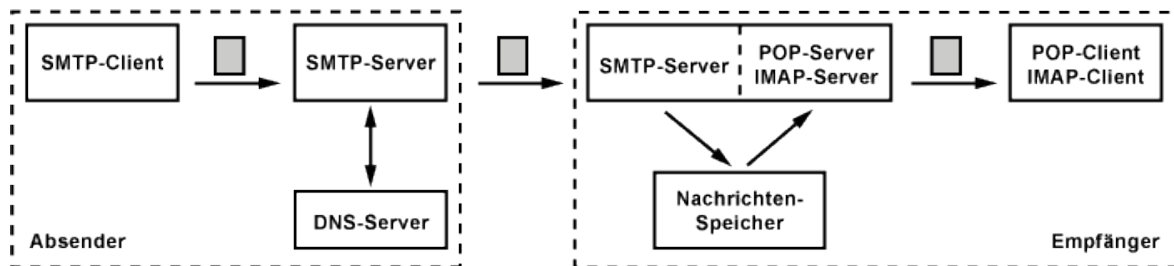 SMTP-Client
SMTP-Server
SMTP-Server
POP-Server
IMAP-Server
POP-Client
IMAP-Client
DNS-Server
Nachrichten-
Speicher
Absender
Empfänger